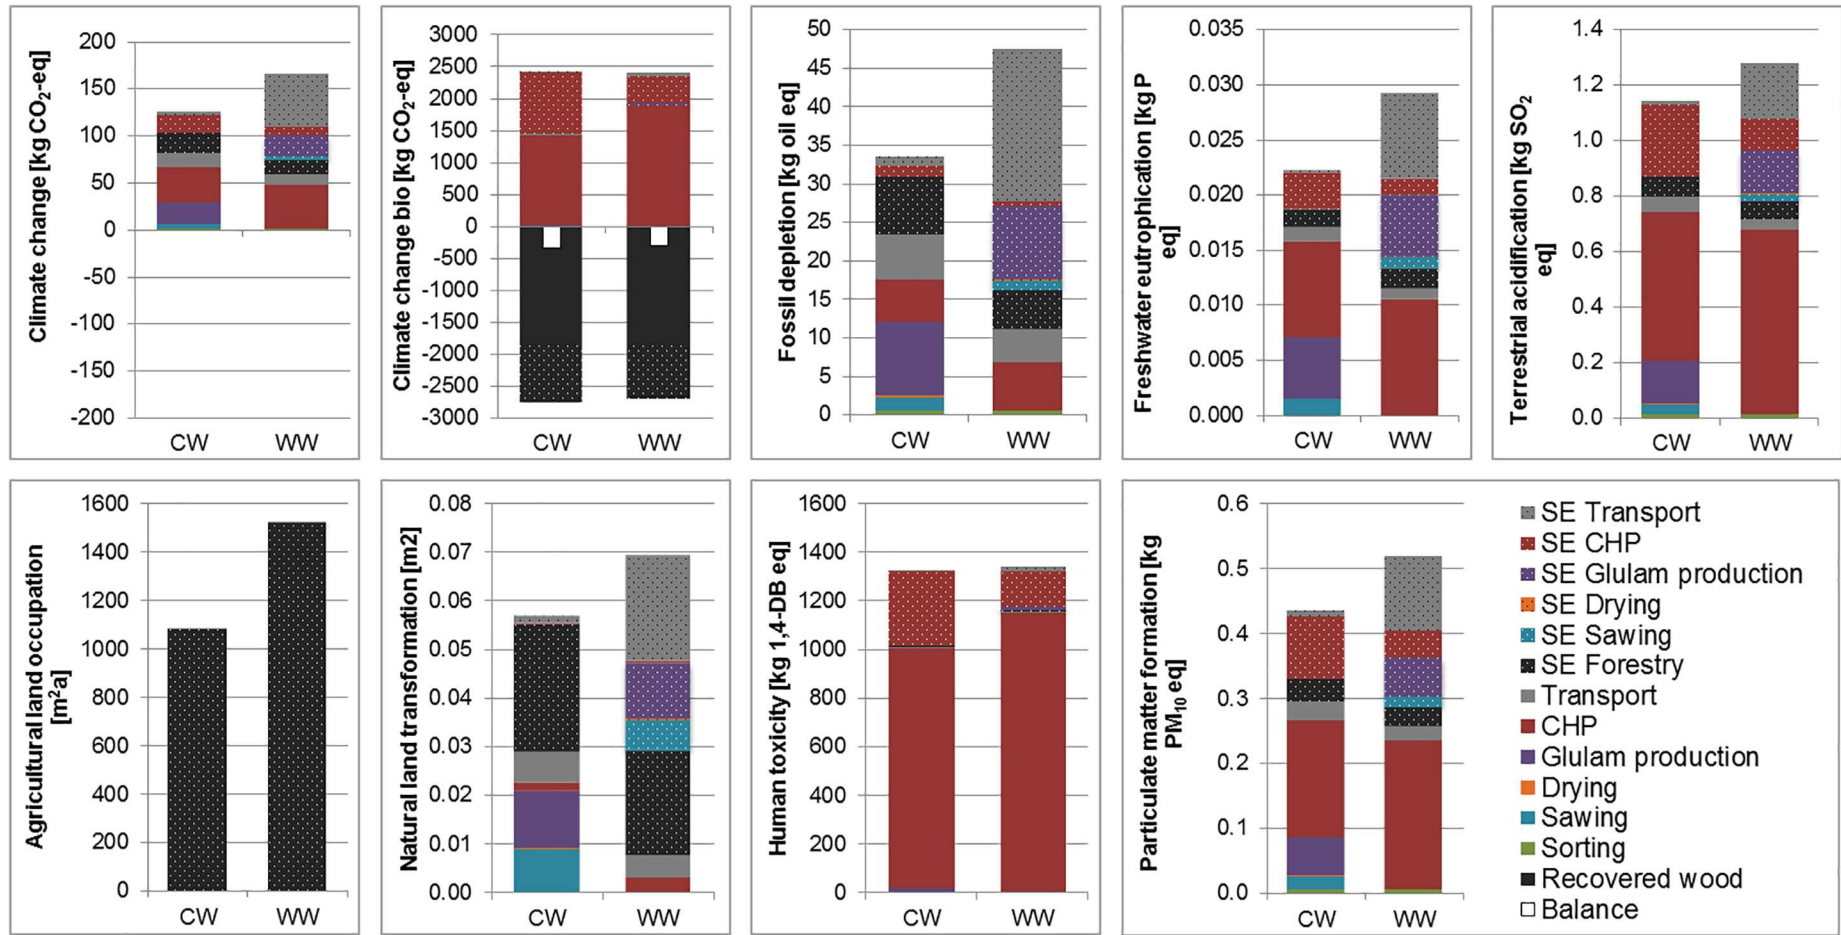 Climate change [kg CO₂-eq]
200
150
100
50
0
-50
-100
-150
-200
CW
WW
Climate change bio [kg CO₂-eq]
3000
2500
2000
1500
1000
500
0
-500
-1000
-1500
-2000
-2500
-3000
CW
WW
Fossil depletion [kg oil eq]
50
45
40
35
30
25
20
15
10
5
0
CW
WW
Freshwater eutrophication [kg P
eq]
0.035
0.030
0.025
0.020
0.015
0.010
0.005
0.000
CW
WW
Terrestrial acidification [kg SO₂
eq]
1.4
1.2
1.0
0.8
0.6
0.4
0.2
0.0
CW
WW
Agricultural land occupation
[m²a]
1600
1400
1200
1000
800
600
400
200
0
CW
WW
Natural land transformation [m2]
0.08
0.07
0.06
0.05
0.04
0.03
0.02
0.01
0.00
CW
WW
Human toxicity [kg 1,4-DB eq]
1600
1400
1200
1000
800
600
400
200
0
CW
WW
Particulate matter formation [kg
PM₁₀ eq]
0.6
0.5
0.4
0.3
0.2
0.1
0.0
CW
WW
SE Transport
SE CHP
SE Glulam production
SE Drying
SE Sawing
SE Forestry
Transport
CHP
Glulam production
Drying
Sawing
Sorting
Recovered wood
Balance